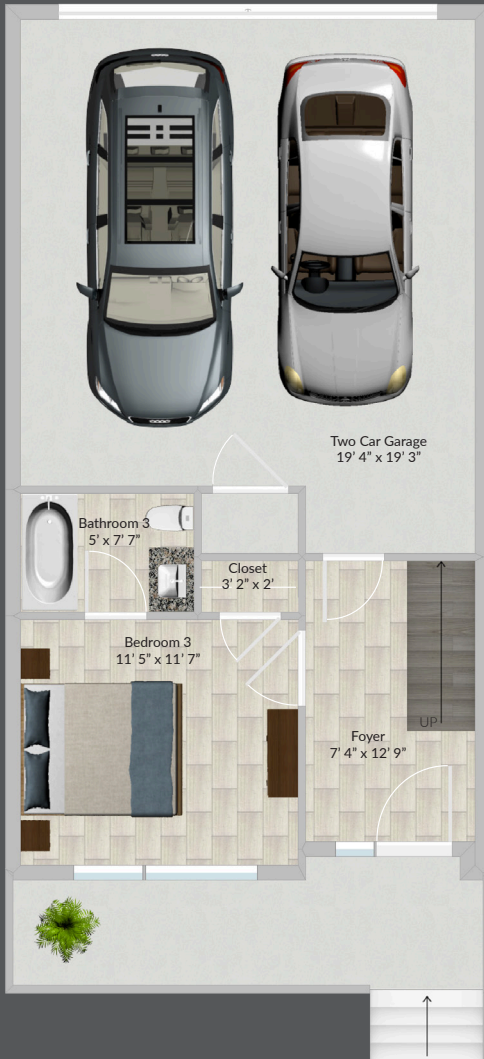 Two Car Garage
19’ 4” x 19’ 3”
Bathroom 3
5’ x 7’ 7”
Closet
3’ 2” x 2’
Bedroom 3
11’ 5” x 11’ 7”
UP
Foyer
7’ 4” x 12’ 9”